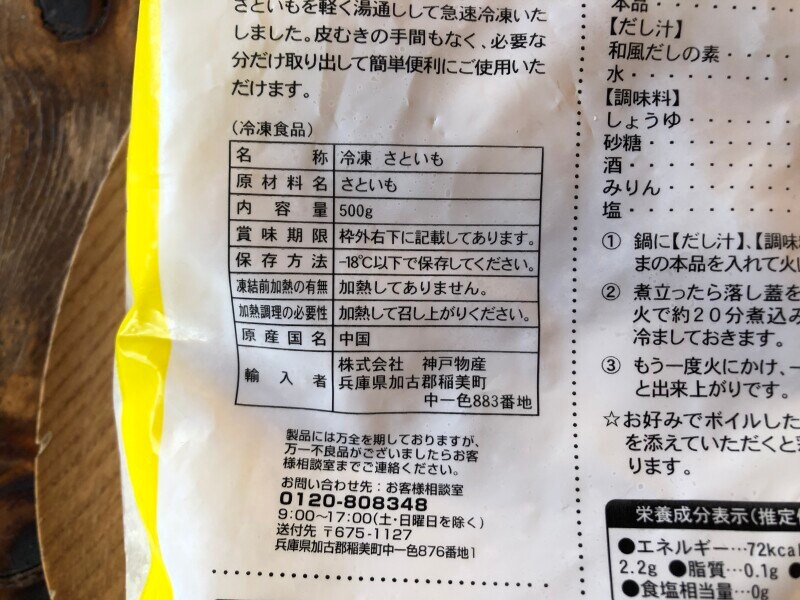 さといもを軽く湯通しして急速冷凍いた
しました。皮むきの手間もなく、必要な
分だけ取り出して簡単便利にご使用いた
だけます。
(冷凍食品)
名 称 冷凍 さといも
原材料名 さといも
内容量 500g
賞味期限 枠外右下に記載してあります。
保存方法 -18℃以下で保存してください。
凍結前加熱の有無 加熱してありません。
加熱調理の必要性 加熱して召し上がりください。
原産国名 中国
輸入者 株式会社 神戸物産
兵庫県加古郡稲美町
中一色883番地
製品には万全を期しておりますが、
万一不良品がございましたらお客
様相談室までご連絡ください。
お問い合わせ先:お客様相談室
0120-808348
9:00〜17:00(土・日曜日を除く)
送付先 〒675-1127
兵庫県加古郡稲美町中一色876番地1
本品・・・・
【だし汁】
和風だしの素・・・・
水・・・・・・・・
【調味料】
しょうゆ・・・・・
砂糖・・・・・・・
酒・・・・・・・・
みりん・・・・・・
塩・・・・・・・・
① 鍋に【だし汁】、【調味
まの本品を入れて火に
② 煮立ったら落し蓋を
火で約20分煮込み
冷ましておきます。
③ もう一度火にかけ、一
と出来上がりです。
☆お好みでボイルした
を添えていただくと
ります。
栄養成分表示(推定
●エネルギー…72kcal
2.2g ●脂質…0.1g ●
●食塩相当量…0g